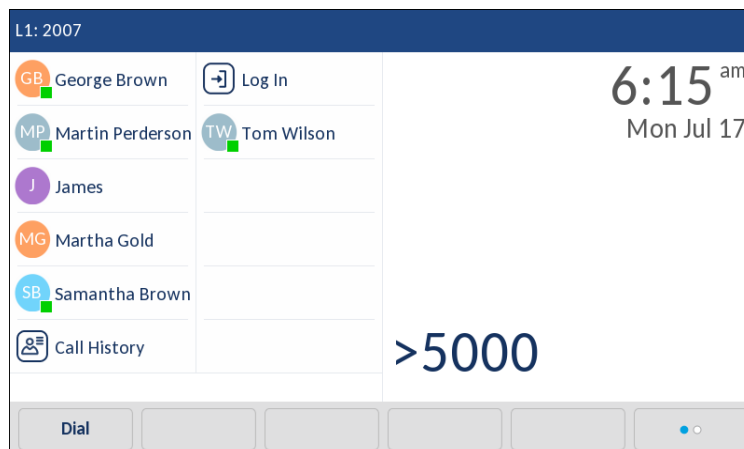 L1: 2007
GB George Brown
Log In
MP Martin Perderson
TW Tom Wilson
J James
MG Martha Gold
SB Samantha Brown
Call History
6:15 am
Mon Jul 17
>5000
Dial